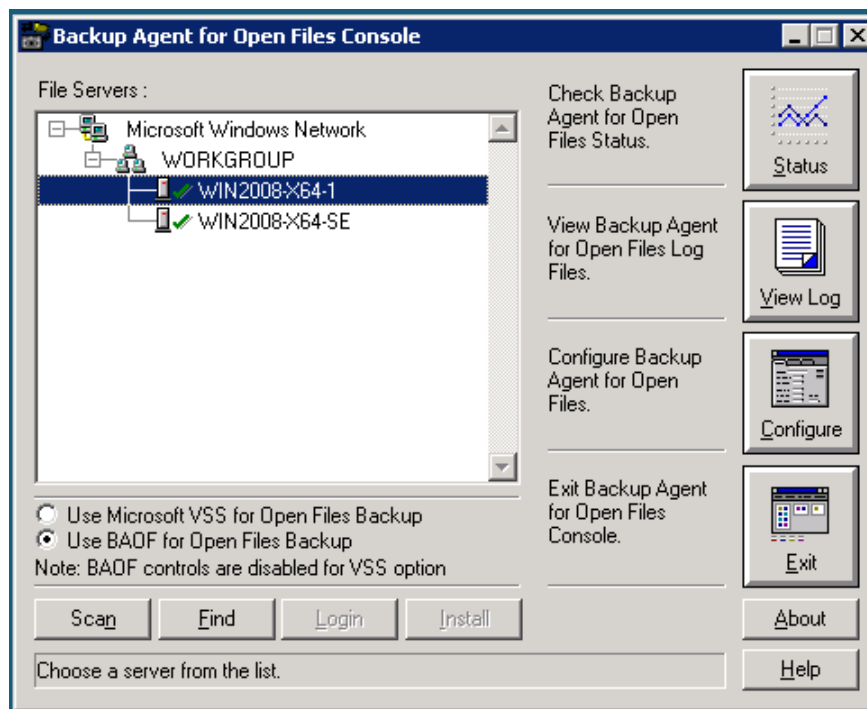 Backup Agent for Open Files Console
File Servers :
Microsoft Windows Network
WORKGROUP
WIN2008-X64-1
WIN2008-X64-SE
Use Microsoft VSS for Open Files Backup
Use BAOF for Open Files Backup
Note: BAOF controls are disabled for VSS option
Scan
Find
Login
Install
Choose a server from the list.
Check Backup
Agent for Open
Files Status.
Status
View Backup Agent
for Open Files Log
Files.
View Log
Configure Backup
Agent for Open
Files.
Configure
Exit Backup Agent
for Open Files
Console.
Exit
About
Help